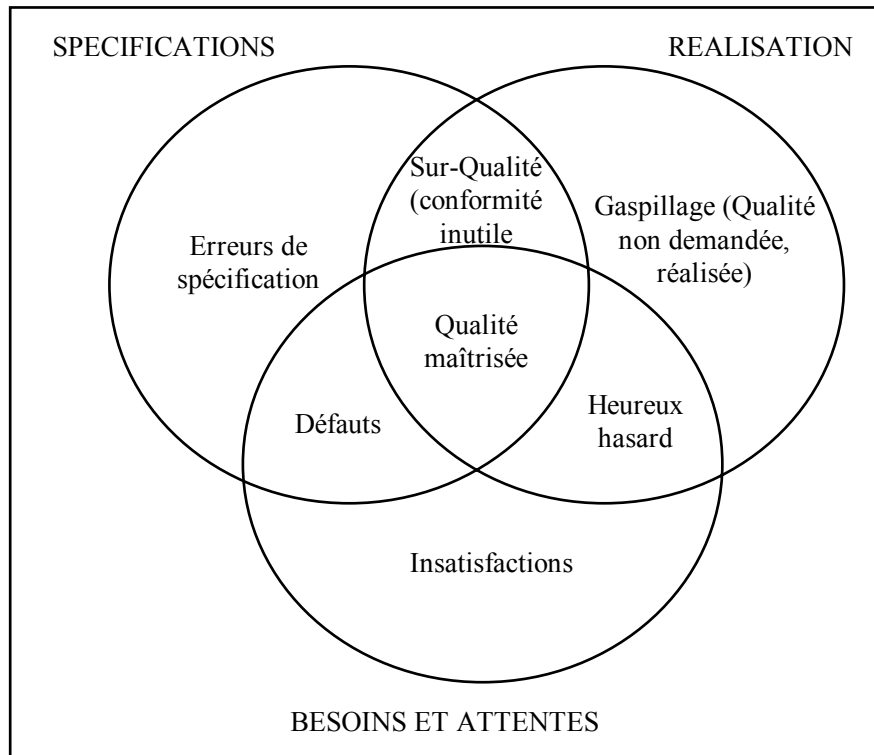 SPECIFICATIONS
REALISATION
Sur-Qualité
(conformité
inutile
Gaspillage (Qualité
non demandée,
réalisée)
Erreurs de
spécification
Qualité
maîtrisée
Défauts
Heureux
hasard
Insatisfactions
BESOINS ET ATTENTES